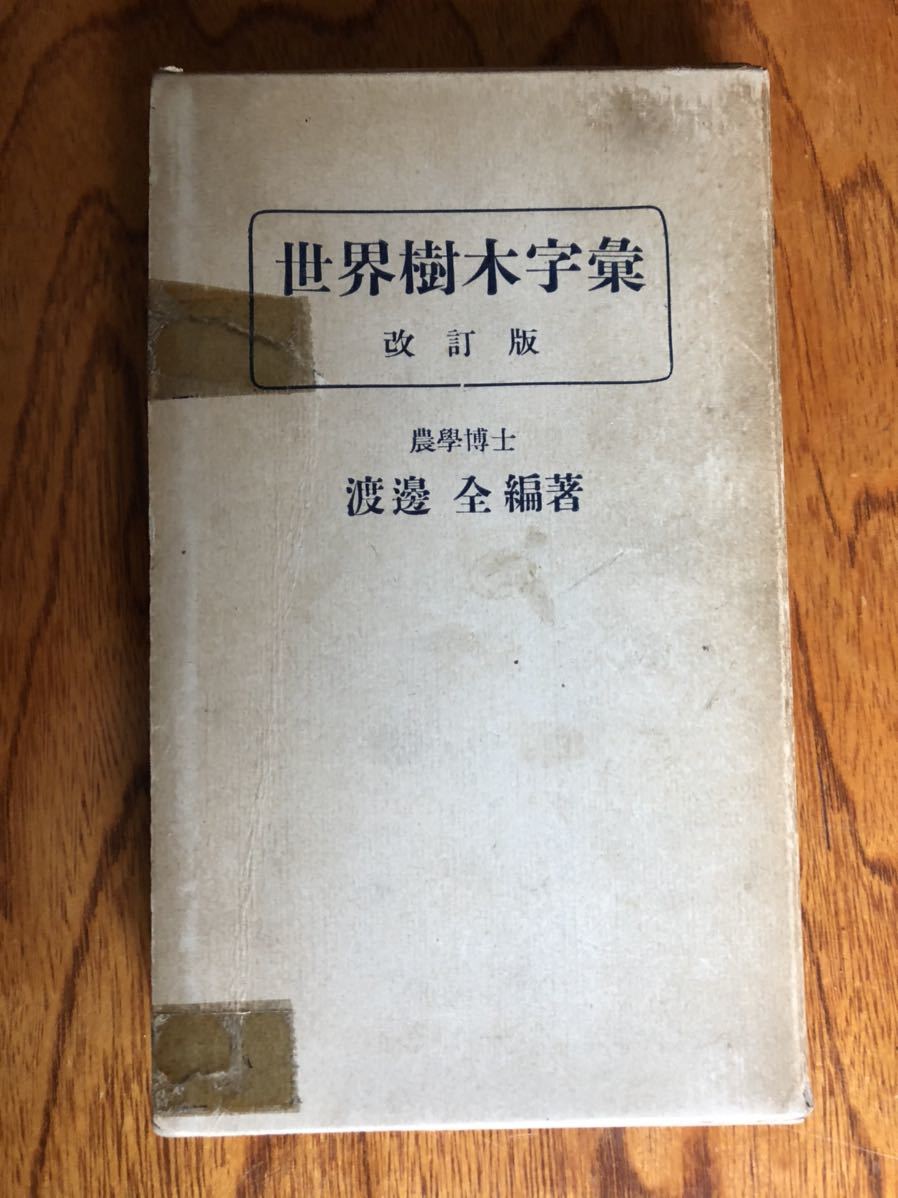 世界樹木字彙
改訂版
農學博士
渡邊 全編著